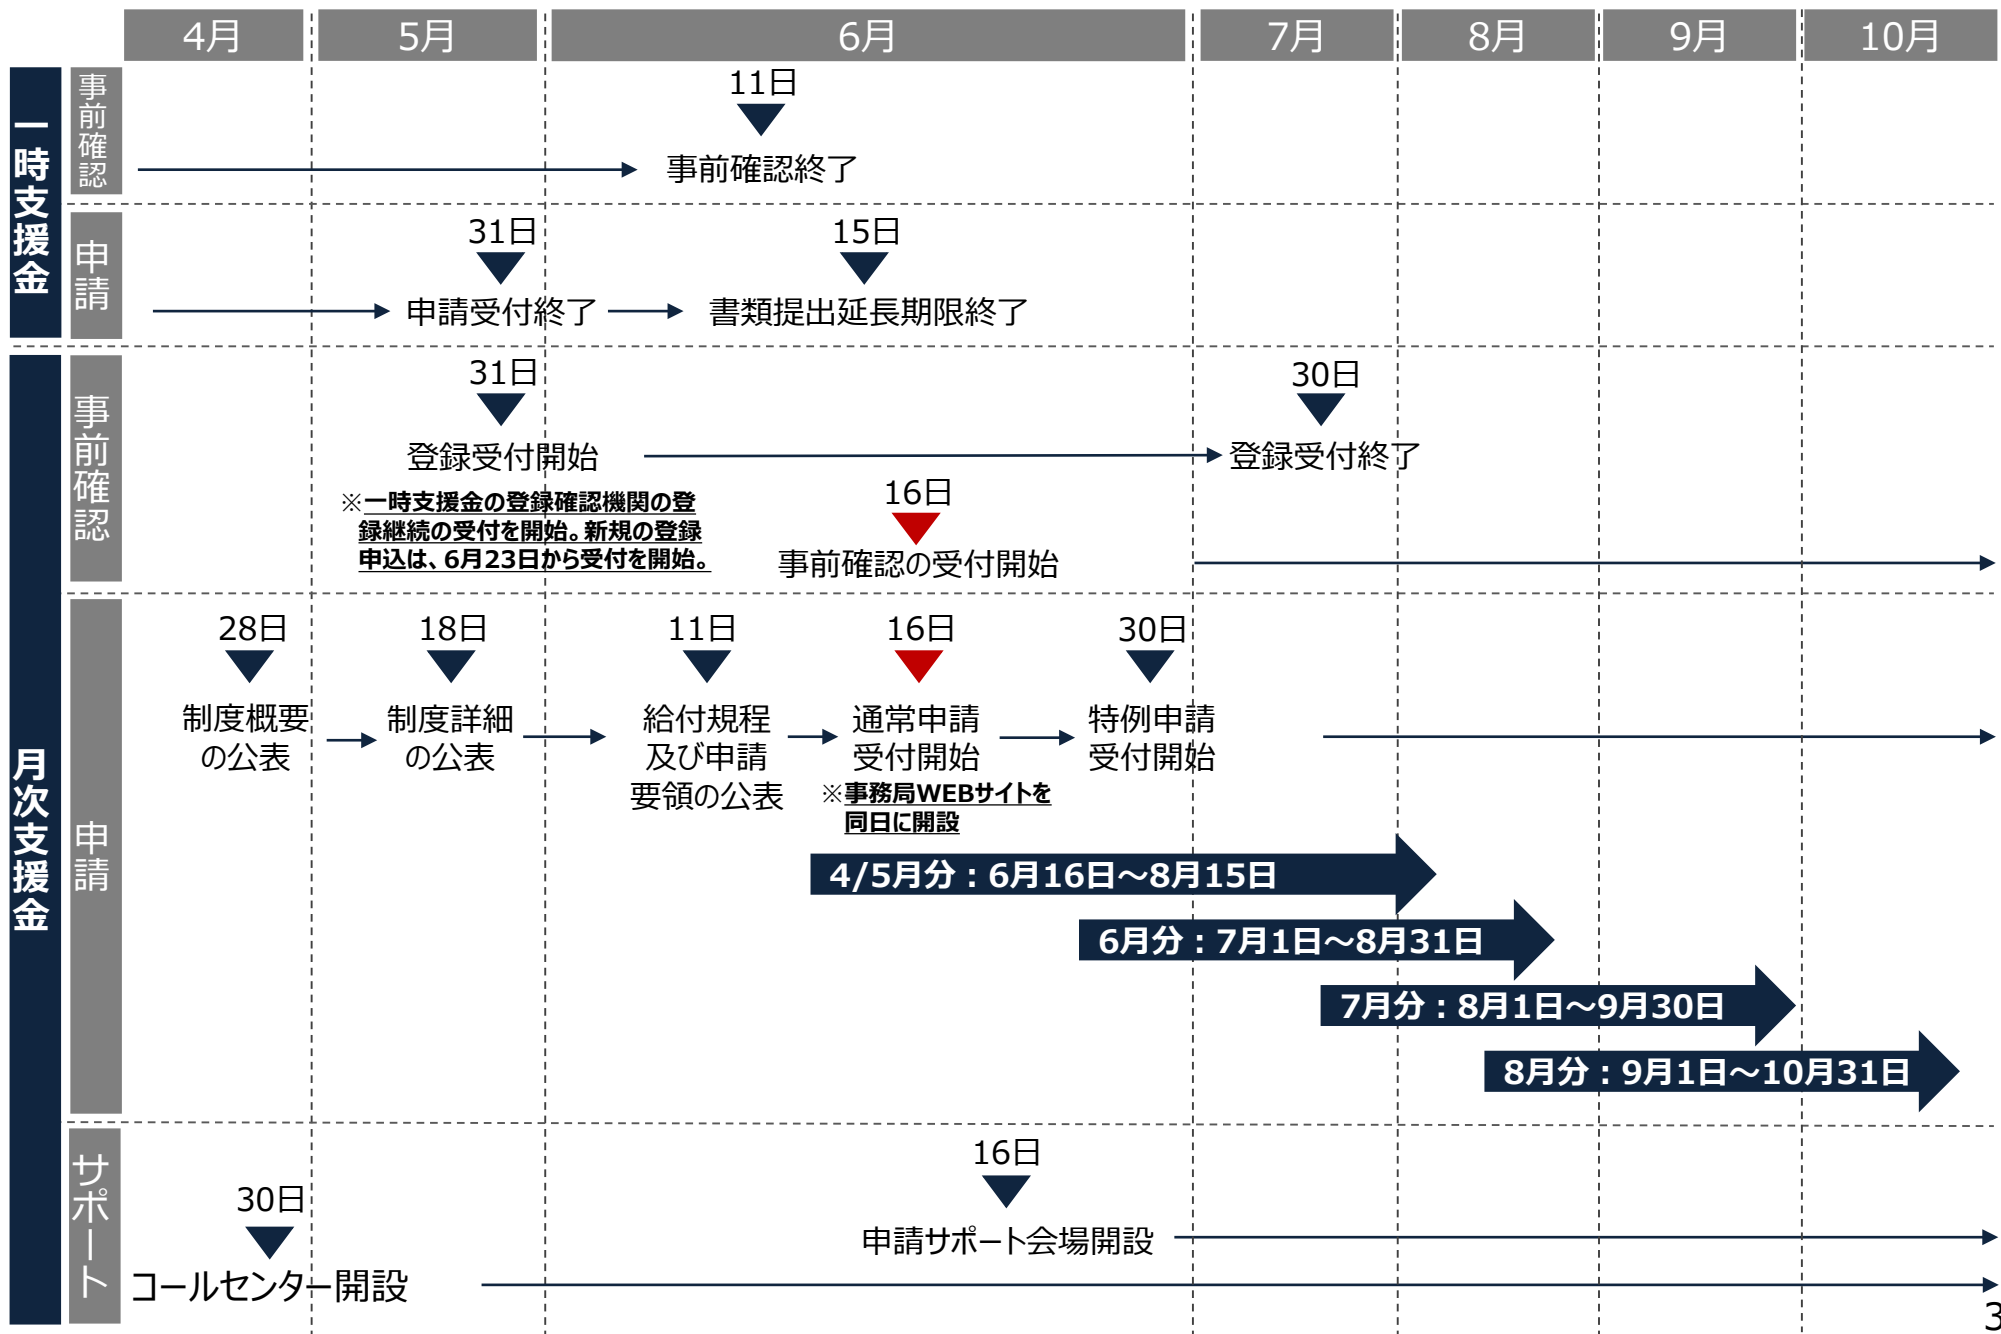 4月
5月
6月
7月
8月
9月
10月
一時支援金
事前確認
11日
事前確認終了
申請
31日
15日
申請受付終了
書類提出延長期限終了
月次支援金
事前確認
31日
30日
登録受付開始
登録受付終了
※一時支援金の登録確認機関の登
録継続の受付を開始。新規の登録
申込は、6月23日から受付を開始。
16日
事前確認の受付開始
申請
28日
18日
11日
16日
30日
制度概要
の公表
制度詳細
の公表
給付規程
及び申請
要領の公表
通常申請
受付開始
※事務局WEBサイトを
同日に開設
特例申請
受付開始
4/5月分：6月16日～8月15日
6月分：7月1日～8月31日
7月分：8月1日～9月30日
8月分：9月1日～10月31日
サポート
16日
申請サポート会場開設
30日
コールセンター開設
3